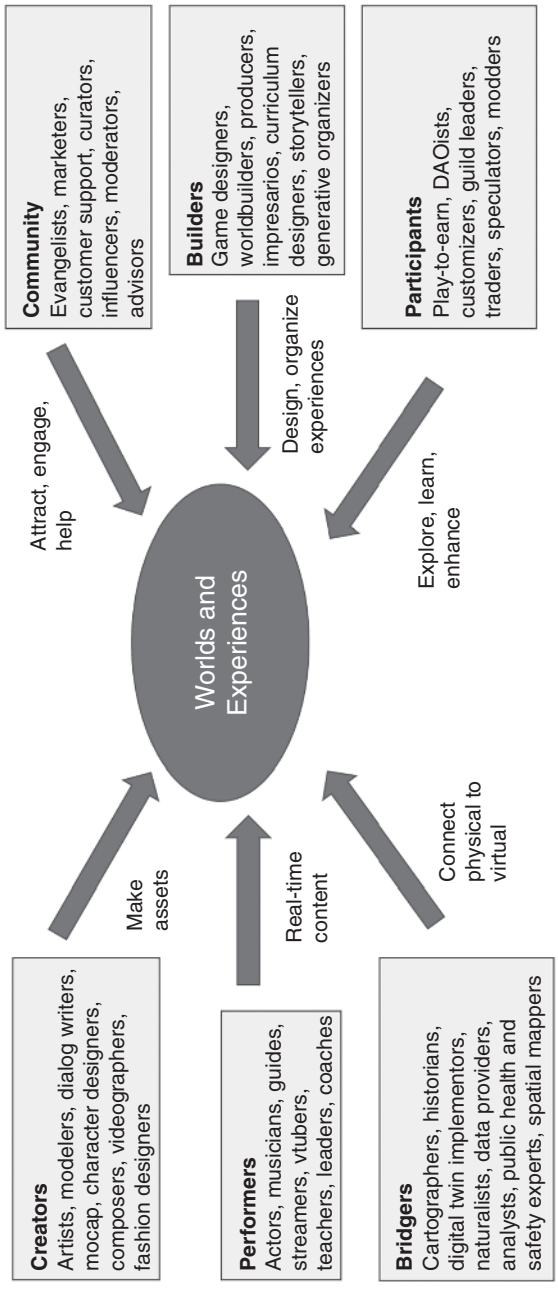 Creators
Artists, modelers, dialog writers,
mocap, character designers,
composers, videographers,
fashion designers
Make
assets
Performers
Actors, musicians, guides,
streamers, vtubers,
teachers, leaders, coaches
Real-time
content
Bridgers
Cartographers, historians,
digital twin implementors,
naturalists, data providers,
analysts, public health and
safety experts, spatial mappers
Connect
physical to
virtual
Worlds and
Experiences
Community
Evangelists, marketers,
customer support, curators,
influencers, moderators,
advisors
Attract, engage,
help
Builders
Game designers,
worldbuilders, producers,
impresarios, curriculum
designers, storytellers,
generative organizers
Design, organize
experiences
Participants
Play-to-earn, DAOists,
customizers, guild leaders,
traders, speculators, modders
Explore, learn,
enhance